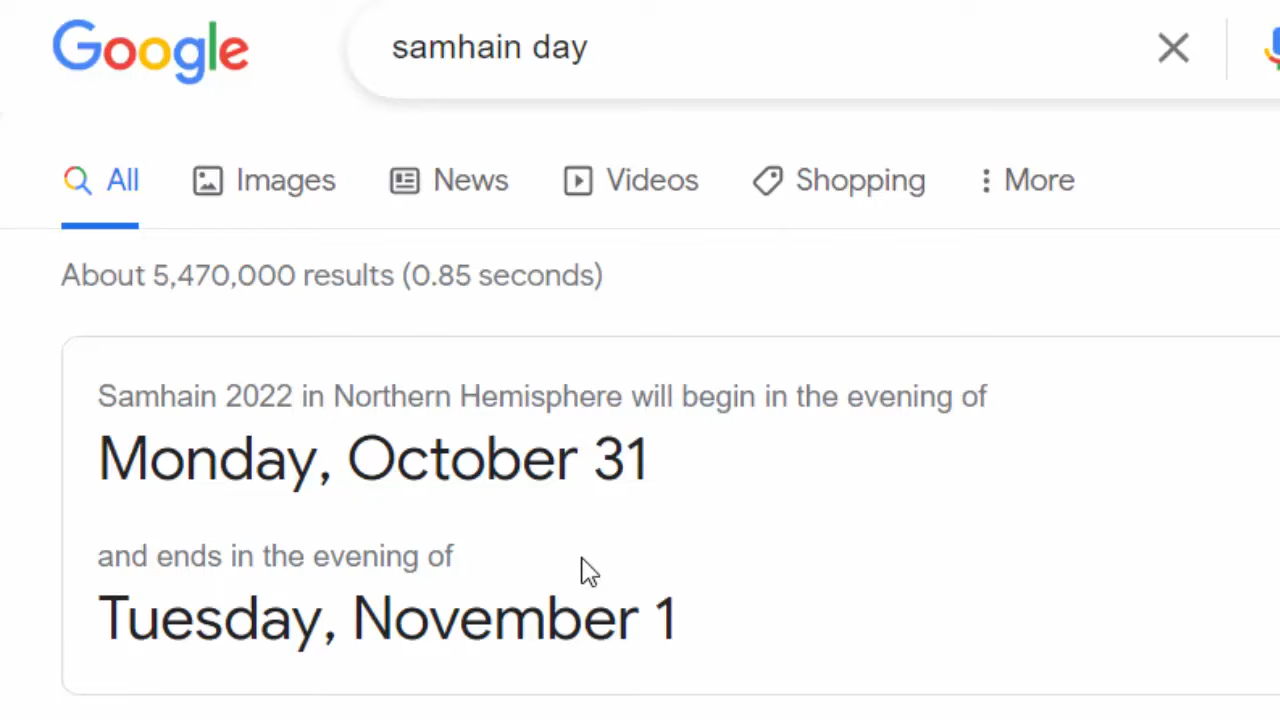 Google
samhain day
All Images News Videos Shopping More
About 5,470,000 results (0.85 seconds)
Samhain 2022 in Northern Hemisphere will begin in the evening of
Monday, October 31
and ends in the evening of
Tuesday, November 1